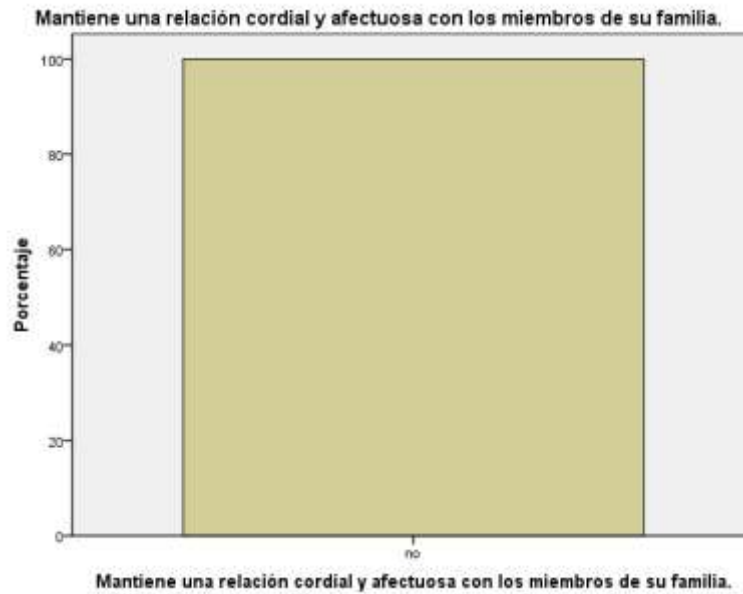 Mantiene una relación cordial y afectuosa con los miembros de su familia.
100
80
60
40
20
0
Porcentaje
no
Mantiene una relación cordial y afectuosa con los miembros de su familia.